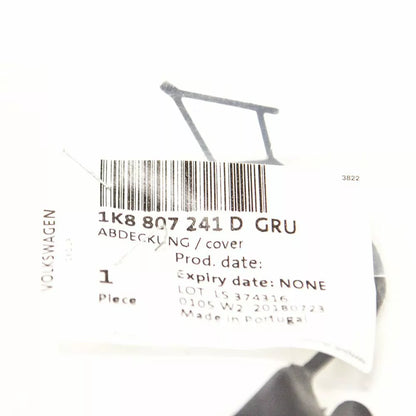 3822
1K8 807 241 D GRU
ABDECKUNG / cover
Prod. date:
1
Piece
Expiry date: NONE
LOT LS 374316
0105 W2 20180723
Made in Portugal
VOLKSWAGEN